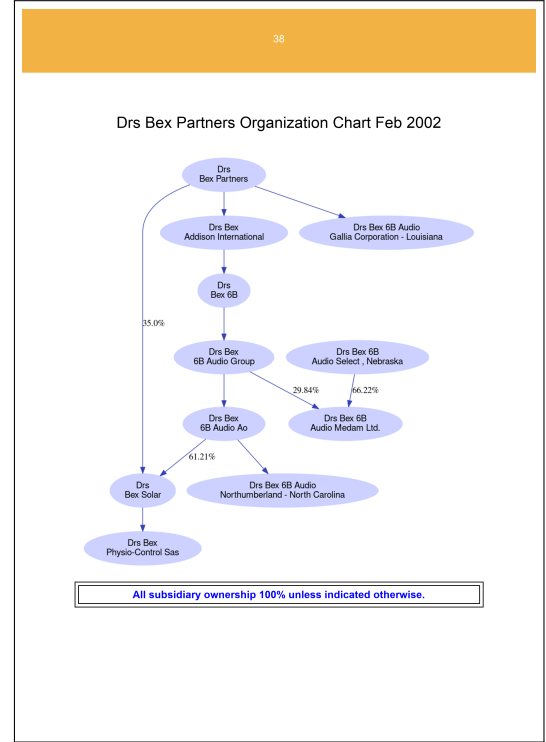 38
Drs Bex Partners Organization Chart Feb 2002
Drs
Bex Partners
Drs Bex
Addison International
Drs Bex 6B Audio
Gallia Corporation - Louisiana
Drs
Bex 6B
35.0%
Drs Bex
6B Audio Group
Drs Bex 6B
Audio Select , Nebraska
29.84%
66.22%
Drs Bex
6B Audio Ao
Drs Bex 6B
Audio Medam Ltd.
61.21%
Drs
Bex Solar
Drs Bex 6B Audio
Northumberland - North Carolina
Drs Bex
Physio-Control Sas
All subsidiary ownership 100% unless indicated otherwise.